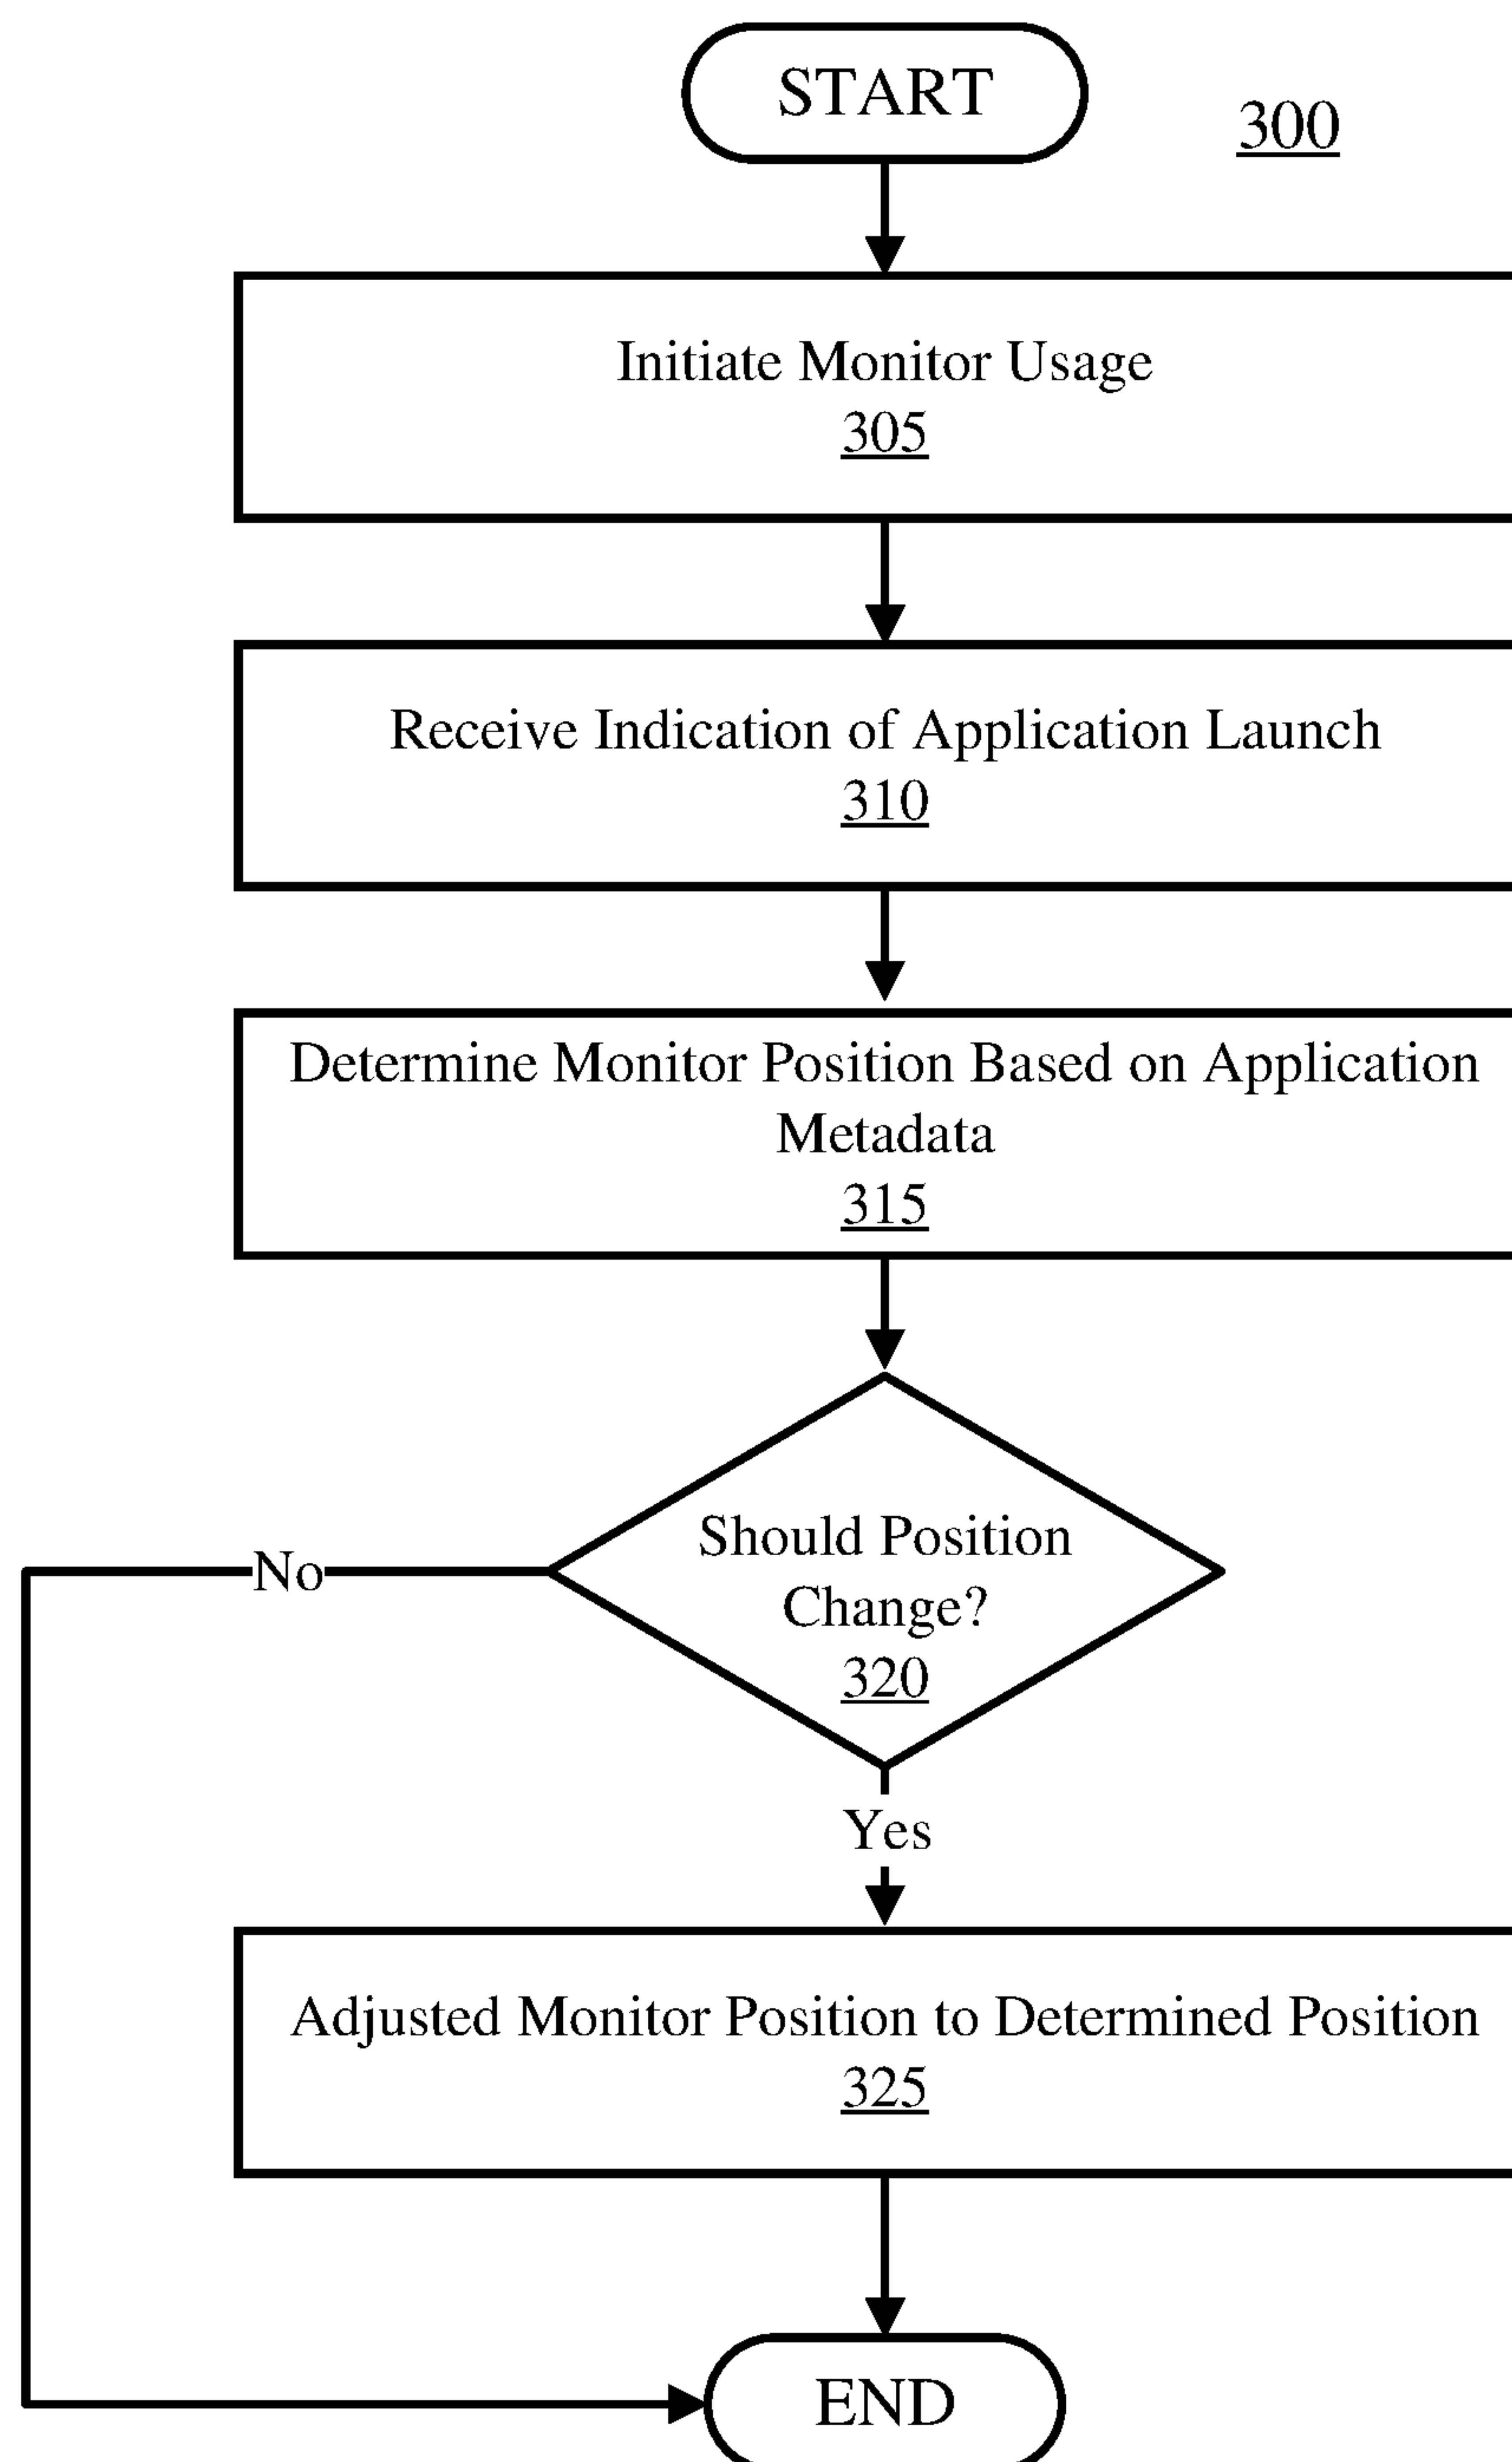 START
300
Initiate Monitor Usage
305
Receive Indication of Application Launch
310
Determine Monitor Position Based on Application
Metadata
315
Should Position
Change?
320
No
Yes
Adjusted Monitor Position to Determined Position
325
END